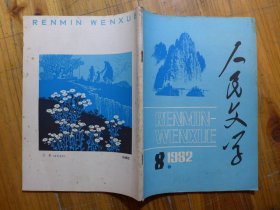 RENMIN WENXUE
人民文学
RENMIN-
WENXUE
8.1982